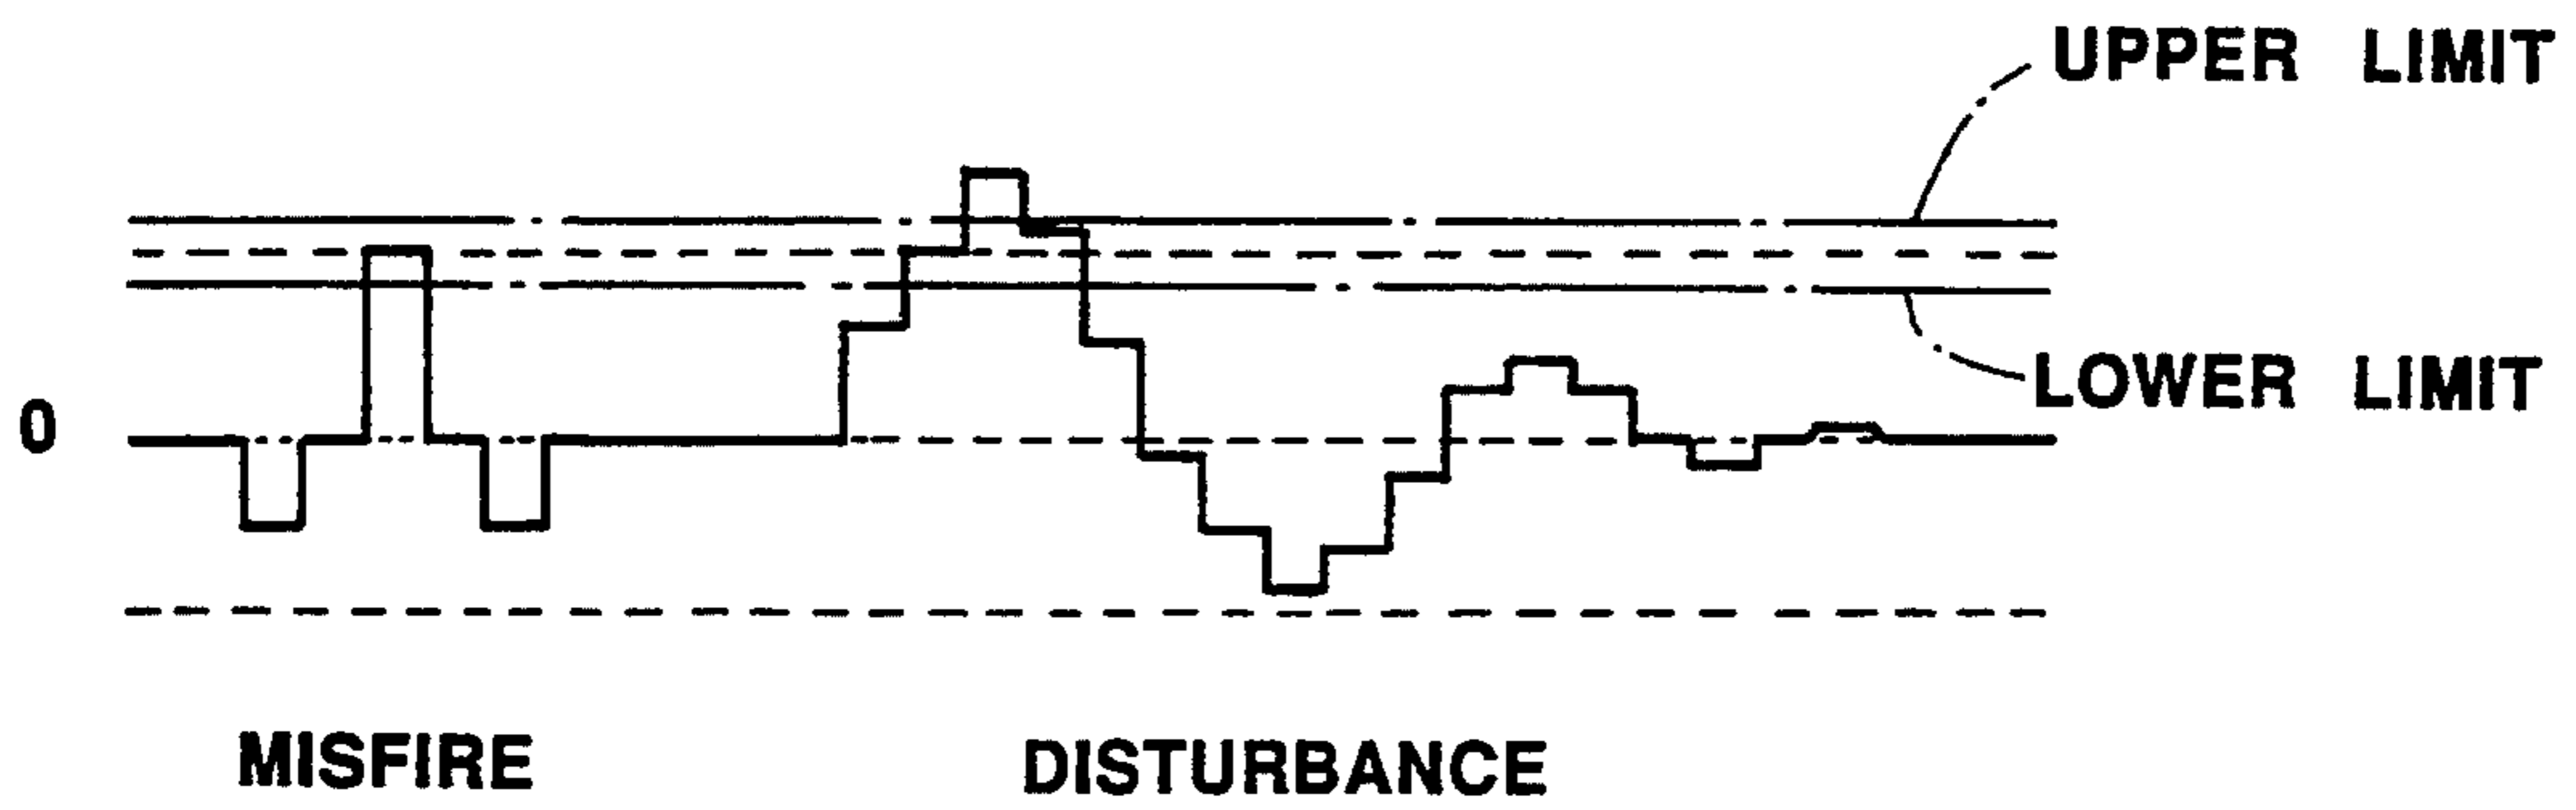 UPPER LIMIT
LOWER LIMIT
0
MISFIRE
DISTURBANCE